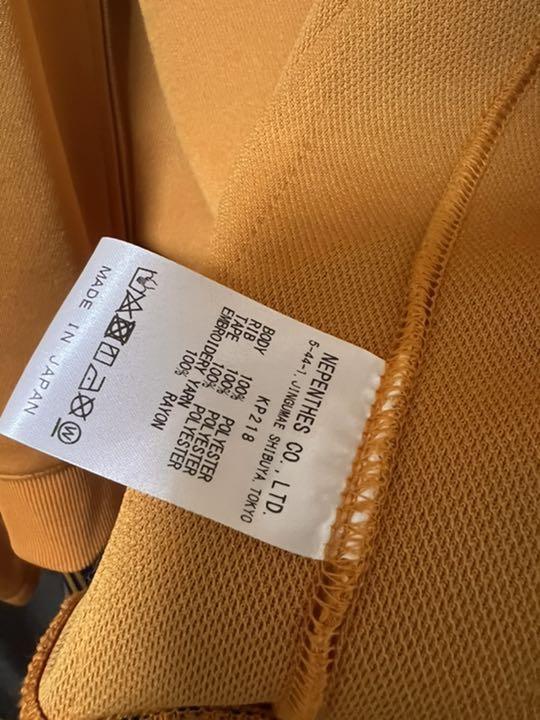 NEPENTHES CO., LTD.
5-44-1, JINGUMAE SHIBUYA, TOKYO
KP218
BODY 100% POLYESTER
RIB 100% POLYESTER
TAPE 100% POLYESTER
EMBROIDERY YARN 100% RAYON
W
MADE IN JAPAN